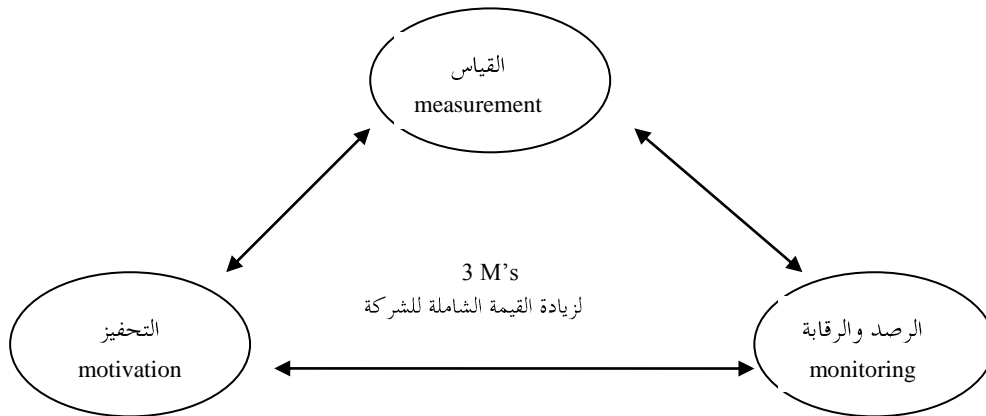 القياس
measurement
3 M’s
لزيادة القيمة الشاملة للشركة
التحفيز
motivation
الرصد والرقابة
monitoring